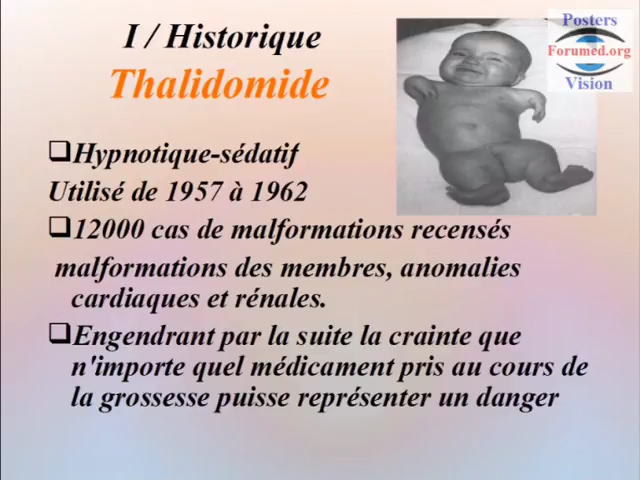 I / Historique
Thalidomide
Posters
Forumed.org
Vision
Hypnotique-sédatif
Utilisé de 1957 à 1962
12000 cas de malformations recensés
malformations des membres, anomalies
cardiaques et rénales.
Engendrant par la suite la crainte que
n'importe quel médicament pris au cours de
la grossesse puisse représenter un danger